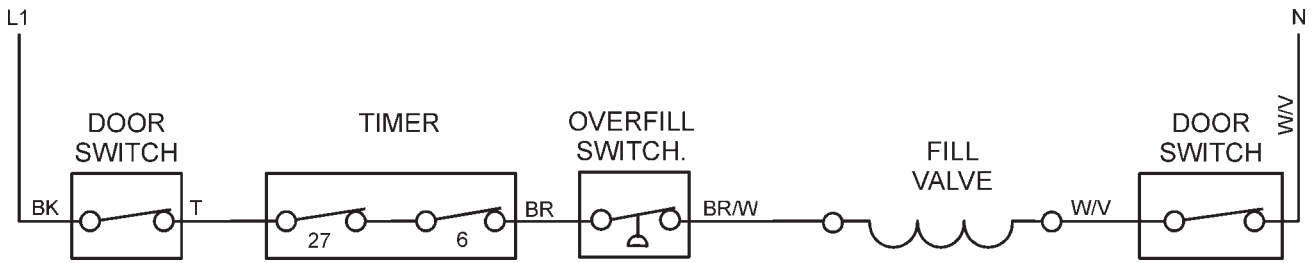 L1
N
DOOR
SWITCH
TIMER
OVERFILL
SWITCH.
FILL
VALVE
DOOR
SWITCH
W/V
BK
T
27
6
BR
BR/W
W/V